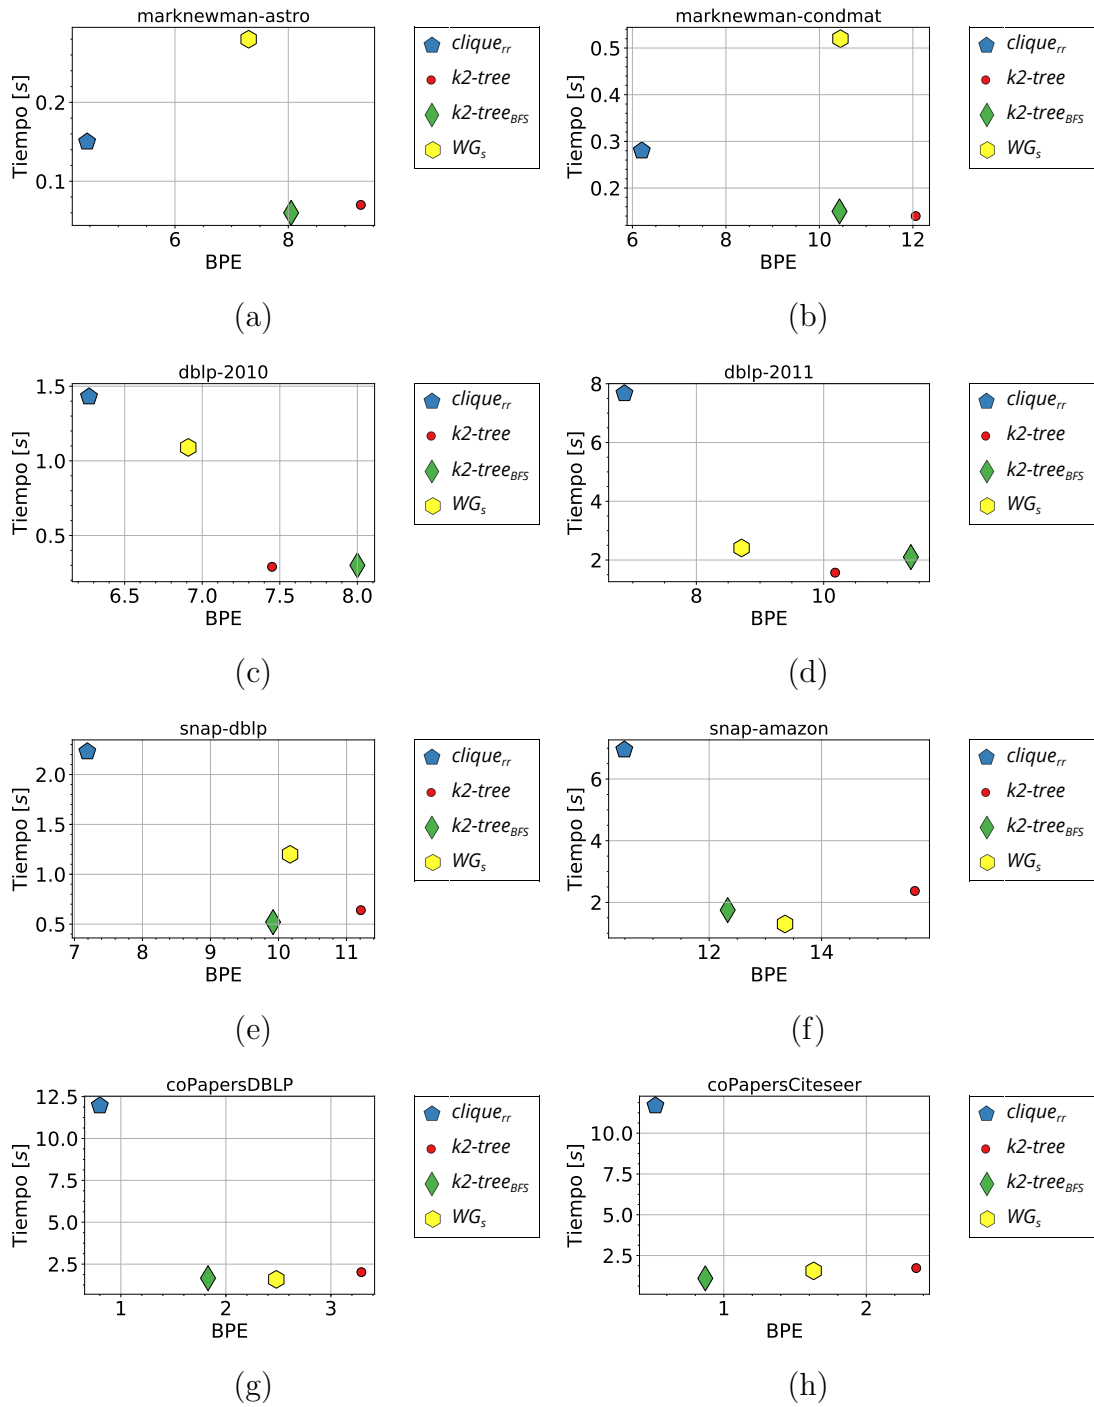 marknewman-astro
Tiempo [s]
0.2
0.1
6 8
BPE
clique_rr
k2-tree
k2-tree_BFS
WG_s
(a)
marknewman-condmat
Tiempo [s]
0.5
0.4
0.3
0.2
6 8 10 12
BPE
clique_rr
k2-tree
k2-tree_BFS
WG_s
(b)
dblp-2010
Tiempo [s]
1.5
1.0
0.5
6.5 7.0 7.5 8.0
BPE
clique_rr
k2-tree
k2-tree_BFS
WG_s
(c)
dblp-2011
Tiempo [s]
8
6
4
2
8 10
BPE
clique_rr
k2-tree
k2-tree_BFS
WG_s
(d)
snap-dblp
Tiempo [s]
2.0
1.5
1.0
0.5
7 8 9 10 11
BPE
clique_rr
k2-tree
k2-tree_BFS
WG_s
(e)
snap-amazon
Tiempo [s]
6
4
2
12 14
BPE
clique_rr
k2-tree
k2-tree_BFS
WG_s
(f)
coPapersDBLP
Tiempo [s]
12.5
10.0
7.5
5.0
2.5
1 2 3
BPE
clique_rr
k2-tree
k2-tree_BFS
WG_s
(g)
coPapersCiteseer
Tiempo [s]
10.0
7.5
5.0
2.5
1 2
BPE
clique_rr
k2-tree
k2-tree_BFS
WG_s
(h)